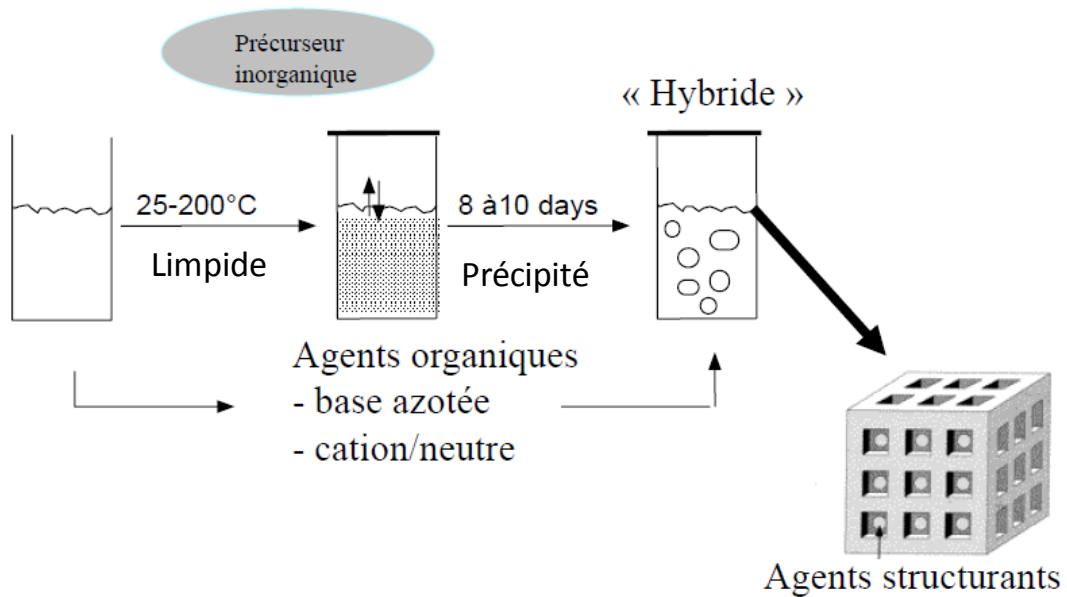 Précurseur
inorganique
« Hybride »
25-200°C
8 à10 days
Limpide
Précipité
Agents organiques
- base azotée
- cation/neutre
Agents structurants